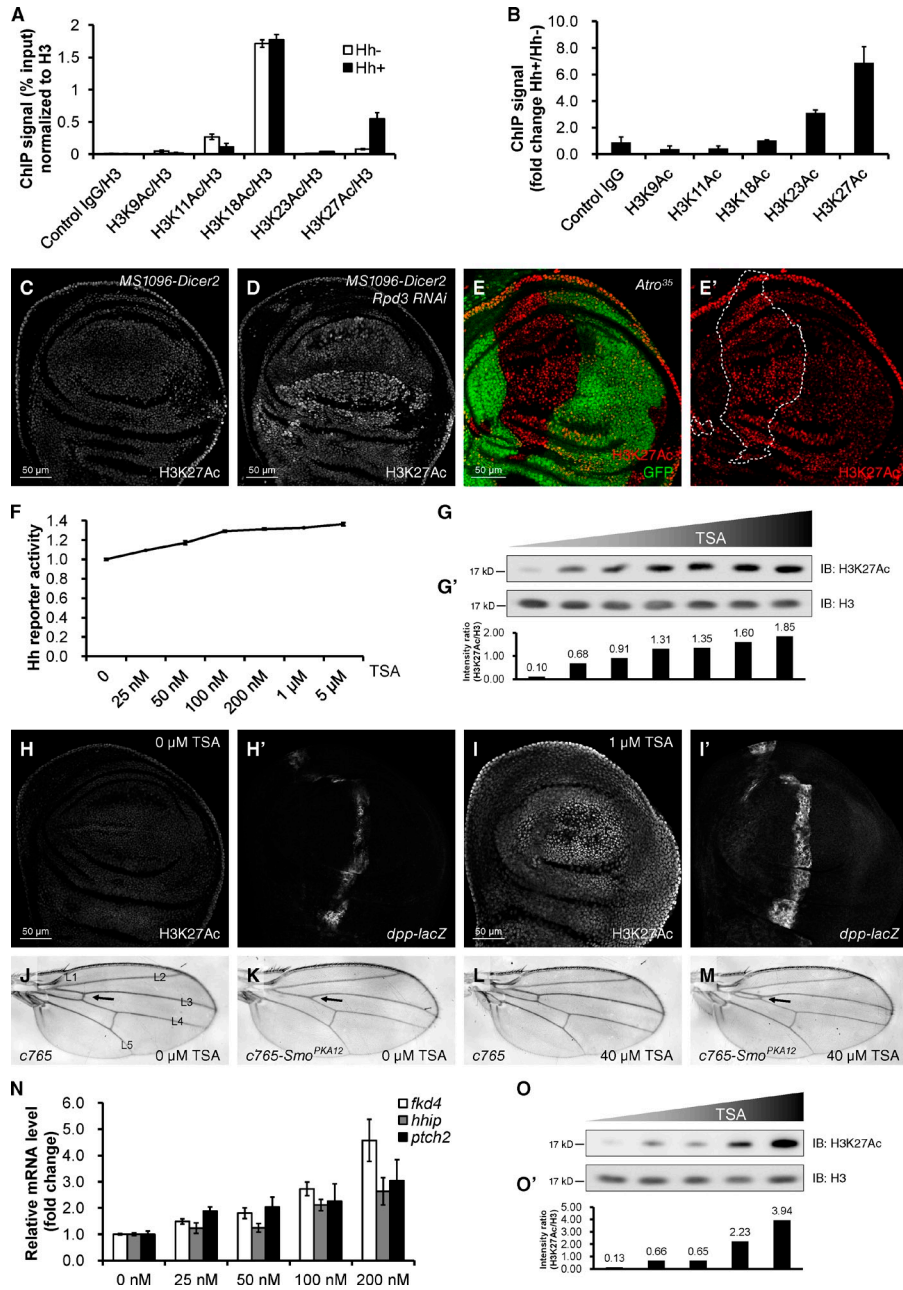 A
ChIP signal (% input)
normalized to H3
2
1.5
1
0.5
0
Hh-
Hh+
Control IgG/H3
H3K9Ac/H3
H3K11Ac/H3
H3K18Ac/H3
H3K23Ac/H3
H3K27Ac/H3
B
ChIP signal
(fold change Hh+/Hh-)
10.0
8.0
6.0
4.0
2.0
0.0
Control IgG
H3K9Ac
H3K11Ac
H3K18Ac
H3K23Ac
H3K27Ac
C
MS1096-Dicer2
50 µm
H3K27Ac
D
MS1096-Dicer2
Rpd3 RNAi
50 µm
H3K27Ac
E
Atro35
50 µm
H3K27Ac
GFP
E'
H3K27Ac
F
Hh reporter activity
1.4
1.2
1.0
0.8
0.6
0.4
0.2
0.0
0
25 nM
50 nM
100 nM
200 nM
1 µM
5 µM
TSA
G
TSA
17 kD
IB: H3K27Ac
G'
17 kD
IB: H3
Intensity ratio
(H3K27Ac/H3)
2.00
1.00
0.00
0.10
0.68
0.91
1.31
1.35
1.60
1.85
H
0 µM TSA
50 µm
H3K27Ac
H'
dpp-lacZ
I
1 µM TSA
50 µm
H3K27Ac
I'
dpp-lacZ
J
L1
L2
L3
L4
L5
c765
0 µM TSA
K
c765-SmoPKA12
0 µM TSA
L
c765
40 µM TSA
M
c765-SmoPKA12
40 µM TSA
N
Relative mRNA level
(fold change)
6.0
5.0
4.0
3.0
2.0
1.0
0.0
fkd4
hhip
ptch2
0 nM
25 nM
50 nM
100 nM
200 nM
O
TSA
17 kD
IB: H3K27Ac
O'
17 kD
IB: H3
Intensity ratio
(H3K27Ac/H3)
5.00
4.00
3.00
2.00
1.00
0.00
0.13
0.66
0.65
2.23
3.94